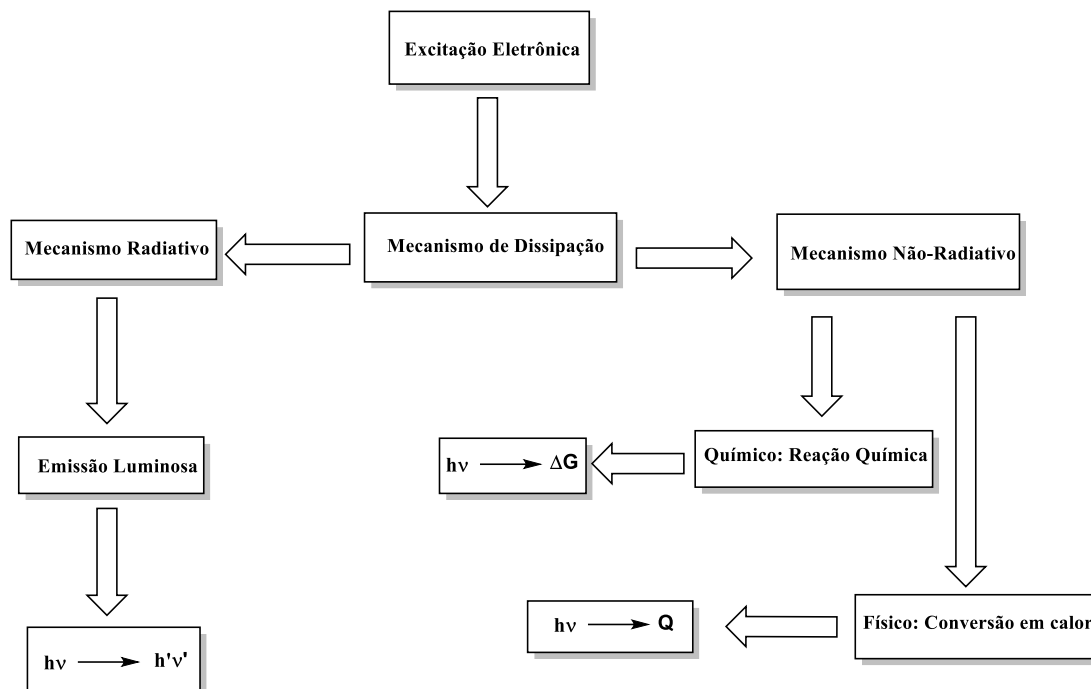 Excitação Eletrônica
Mecanismo Radiativo
Mecanismo de Dissipação
Mecanismo Não-Radiativo
Emissão Luminosa
hν ⟶ ΔG
Químico: Reação Química
hν ⟶ Q
Físico: Conversão em calor
hν ⟶ h'ν'